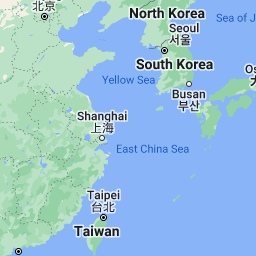 北京
North Korea
Sea of J
Seoul
서울
South Korea
Yellow Sea
Os
Busan
부산
Shanghai
上海
East China Sea
Taipei
台北
Taiwan